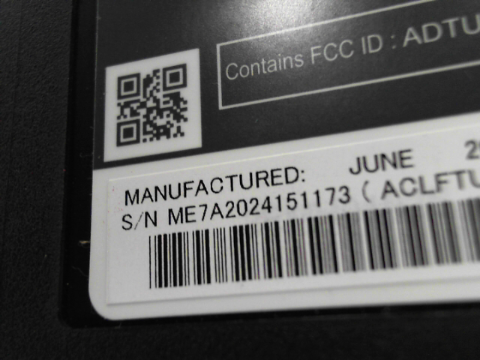 Contains FCC ID : ADTU
MANUFACTURED: JUNE
S/N ME7A2024151173 ( ACLFTU